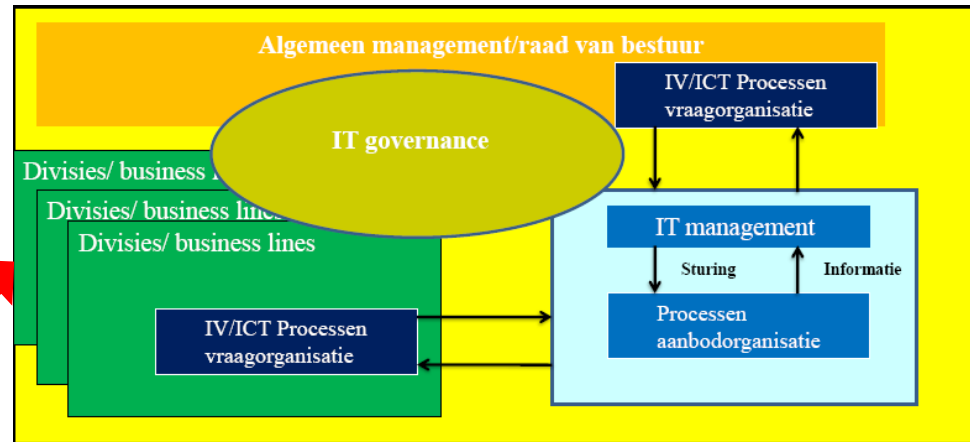 Algemeen management/raad van bestuur
IV/ICT Processen
vraagorganisatie
IT governance
Divisies/ business
Divisies/ business lines
Divisies/ business lines
IT management
Sturing
Informatie
Processen
aanbodorganisatie
IV/ICT Processen
vraagorganisatie